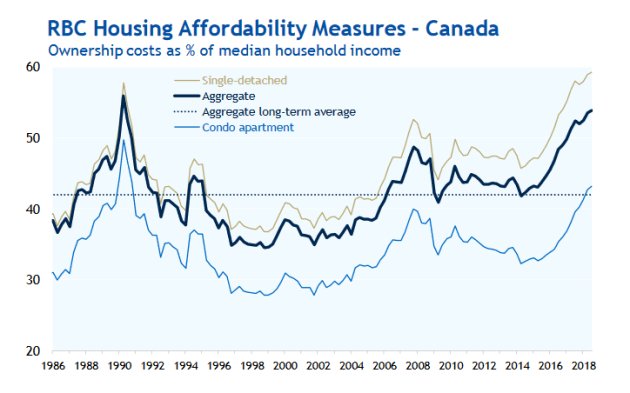 RBC Housing Affordability Measures - Canada
Ownership costs as % of median household income
60
50
40
30
20
Single-detached
Aggregate
Aggregate long-term average
Condo apartment
1986 1988 1990 1992 1994 1996 1998 2000 2002 2004 2006 2008 2010 2012 2014 2016 2018